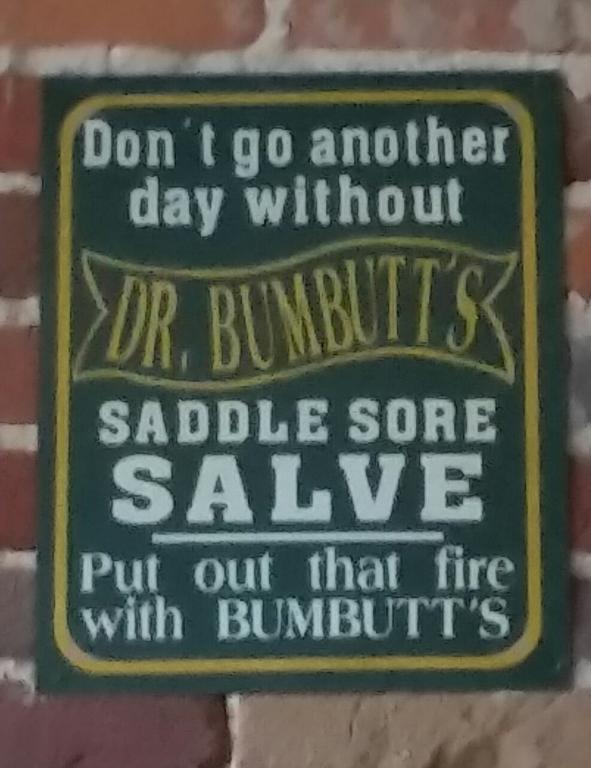 Don't go another
day without
DR. BUMBUTT'S
SADDLE SORE
SALVE
Put out that fire
with BUMBUTT'S